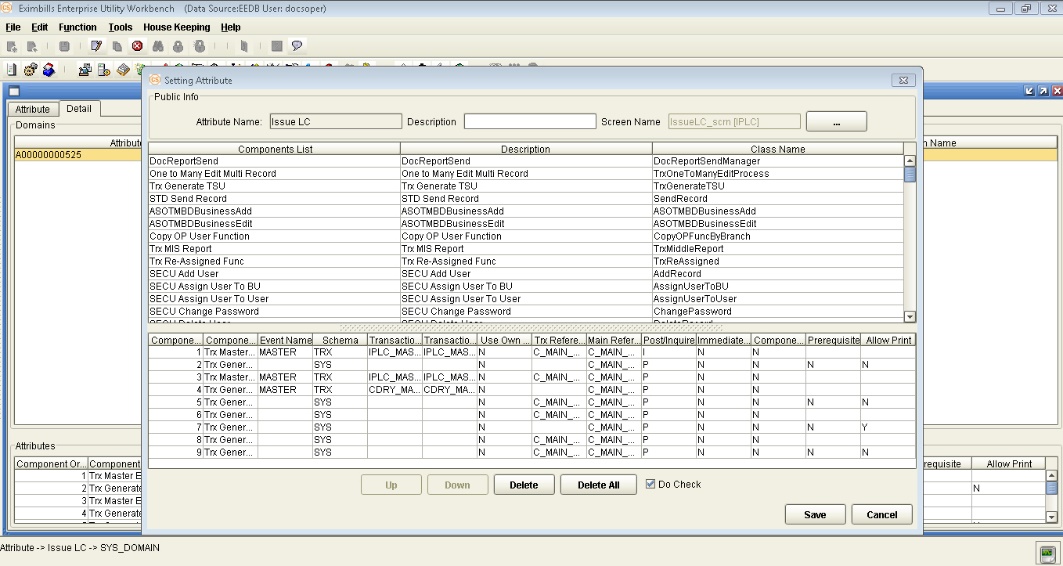 Eximbills Enterprise Utility Workbench (Data Source:EEDB User: docsoper)
File Edit Function Tools House Keeping Help
Setting Attribute
Public Info
Attribute Name: Issue LC Description Screen Name IssueLC_scm [IPLC] ...
Attribute Detail
Domains
Attribut n Name
A00000000525
Components List Description Class Name
DocReportSend DocReportSend DocReportSendManager
One to Many Edit Multi Record One to Many Edit Multi Record TrxOneToManyEditProcess
Trx Generate TSU Trx Generate TSU TrxGenerateTSU
STD Send Record STD Send Record SendRecord
ASOTMBDBusinessAdd ASOTMBDBusinessAdd ASOTMBDBusinessAdd
ASOTMBDBusinessEdit ASOTMBDBusinessEdit ASOTMBDBusinessEdit
Copy OP User Function Copy OP User Function CopyOPFuncByBranch
Trx MIS Report Trx MIS Report TrxMiddleReport
Trx Re-Assigned Func Trx Re-Assigned Func TrxReAssigned
SECU Add User SECU Add User AddRecord
SECU Assign User To BU SECU Assign User To BU AssignUserToBU
SECU Assign User To User SECU Assign User To User AssignUserToUser
SECU Change Password SECU Change Password ChangePassword
Compone... Compone... Event Name Schema Transactio... Transactio... Use Own ... Trx Refere... Main Refer... Post/Inquire Immediate... Compone... Prerequisite Allow Print
1 Trx Master... MASTER TRX IPLC_MAS... IPLC_MAS... N C_MAIN_... C_MAIN_... I N N
2 Trx Gener... SYS N C_MAIN_... P N N N N
3 Trx Master... MASTER TRX IPLC_MAS... IPLC_MAS... N C_MAIN_... C_MAIN_... P N N
4 Trx Gener... MASTER TRX CDRY_MA... CDRY_MA... N C_MAIN_... P N N
5 Trx Gener... SYS N C_MAIN_... C_MAIN_... P N N N N
6 Trx Gener... SYS N C_MAIN_... C_MAIN_... P N N
7 Trx Gener... SYS N C_MAIN_... P N N N Y
8 Trx Gener... SYS N C_MAIN_... C_MAIN_... P N N
9 Trx Gener... SYS N C_MAIN_... C_MAIN_... P N N
Attributes
Component Or... Component requisite Allow Print
1 Trx Master E
2 Trx Generate N
3 Trx Master E
4 Trx Generate
Up Down Delete Delete All Do Check
Save Cancel
Attribute -> Issue LC -> SYS_DOMAIN